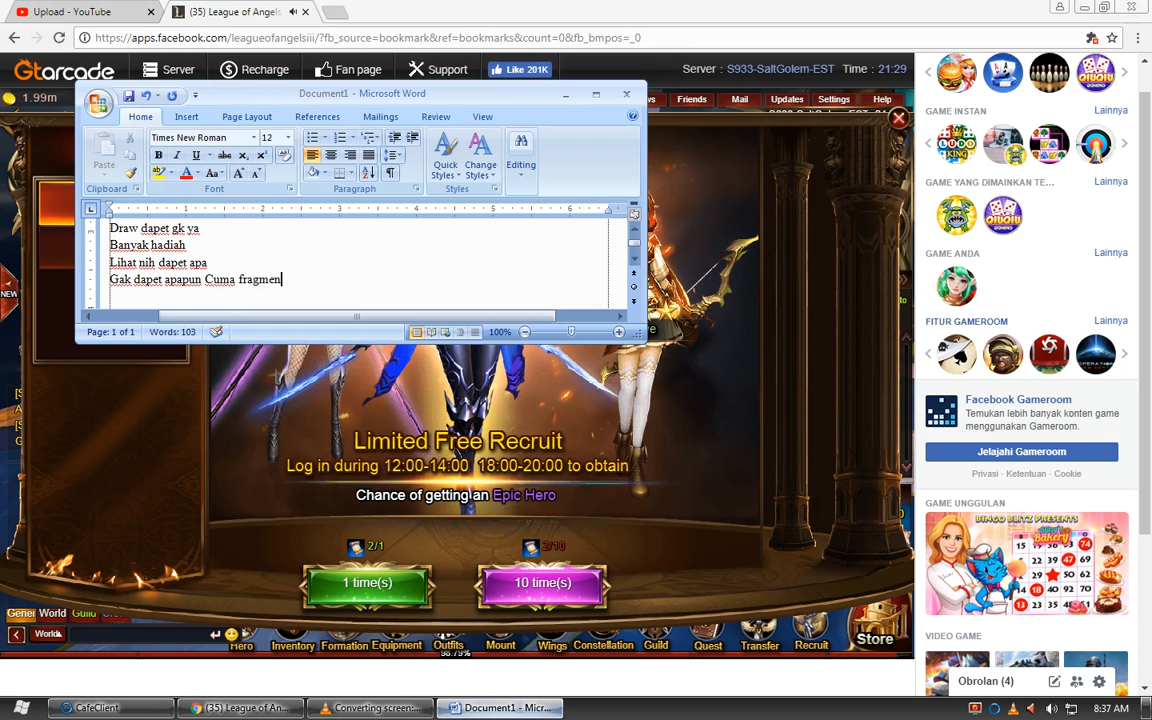 Upload - YouTube
(35) League of Angels
https://apps.facebook.com/leagueofangelsiii/?fb_source=bookmark&ref=bookmarks&count=0&fb_bmpos=_0
Gtarcade
Server
Recharge
Fan page
Support
Like 201K
Server : S933-SaltGolem-EST
Time : 21:29
1.99m
Friends
Mail
Updates
Settings
Help
Document1 - Microsoft Word
Home
Insert
Page Layout
References
Mailings
Review
View
Paste
Times New Roman
12
Quick Styles
Change Styles
Editing
Clipboard
Font
Paragraph
Styles
Draw dapet gk ya
Banyak hadiah
Lihat nih dapet apa
Gak dapet apapun Cuma fragmen
Page: 1 of 1
Words: 103
100%
NEW
Limited Free Recruit
Log in during 12:00-14:00 18:00-20:00 to obtain
Chance of getting an Epic Hero
2/1
2/10
1 time(s)
10 time(s)
World
Guild
World
Hero
Inventory
Formation
Equipment
Outfits
Mount
Wings
Constellation
Guild
Quest
Transfer
Recruit
Store
98.79%
GAME INSTAN
Lainnya
GAME YANG DIMAINKAN TE...
Lainnya
GAME ANDA
Lainnya
FITUR GAMEROOM
Lainnya
Facebook Gameroom
Temukan lebih banyak konten game
menggunakan Gameroom.
Jelajahi Gameroom
Privasi · Ketentuan · Cookie
GAME UNGGULAN
BINGO BLITZ PRESENTS
Bakery
VIDEO GAME
Obrolan (4)
CafeClient
(35) League of An...
Converting screen:...
Document1 - Micr...
8:37 AM